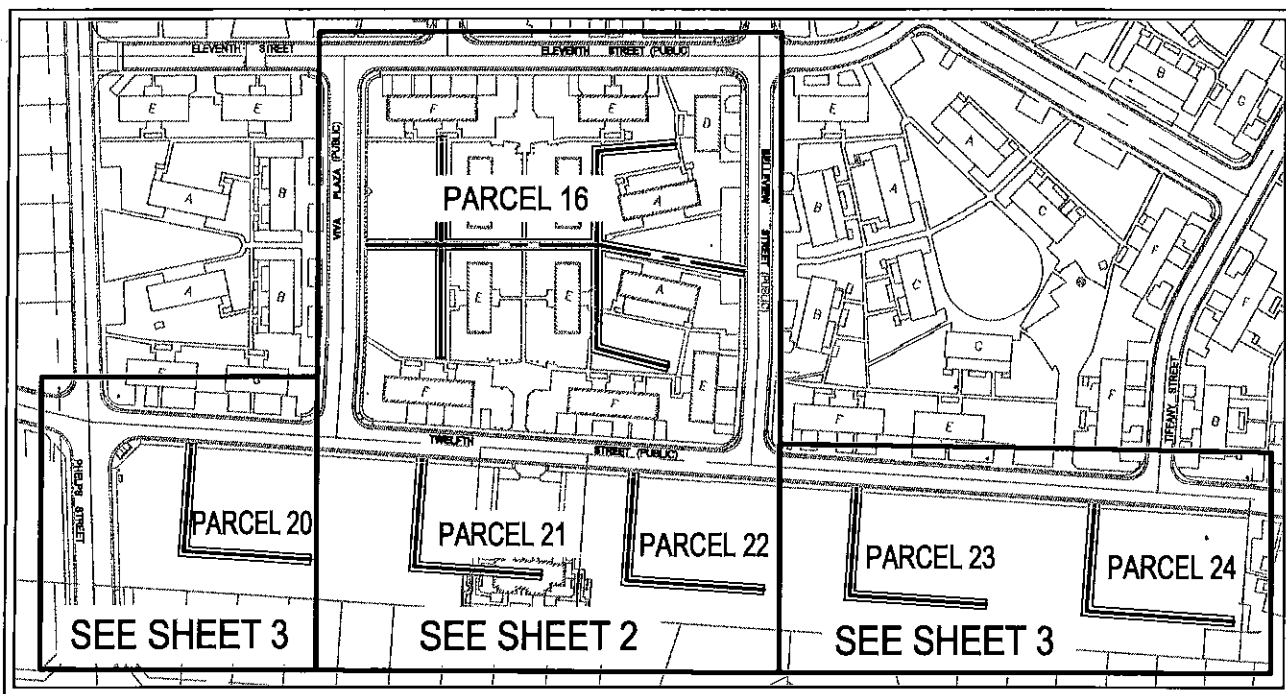 ELEVENTH STREET
ELEVENTH STREET (PUBLIC)
B
C
E
E
F
E
D
E
A
VIA PLAZA (PUBLIC)
BELLEVIEW STREET (PUBLIC)
A
B
PARCEL 16
A
B
A
C
A
B
E
E
A
C
F
F
B
G
E
E
F
F
E
F
E
F
B
TIFFANY STREET
TWELFTH STREET (PUBLIC)
PHELPS STREET
PARCEL 20
PARCEL 21
PARCEL 22
PARCEL 23
PARCEL 24
SEE SHEET 3
SEE SHEET 2
SEE SHEET 3